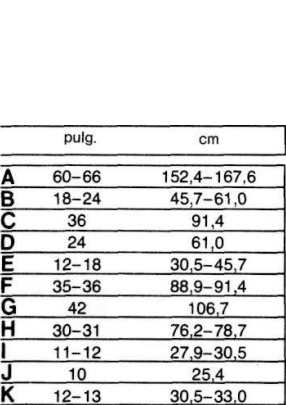 pulg. cm
A 60–66 152,4–167,6
B 18–24 45,7–61,0
C 36 91,4
D 24 61,0
E 12–18 30,5–45,7
F 35–36 88,9–91,4
G 42 106,7
H 30–31 76,2–78,7
I 11–12 27,9–30,5
J 10 25,4
K 12–13 30,5–33,0